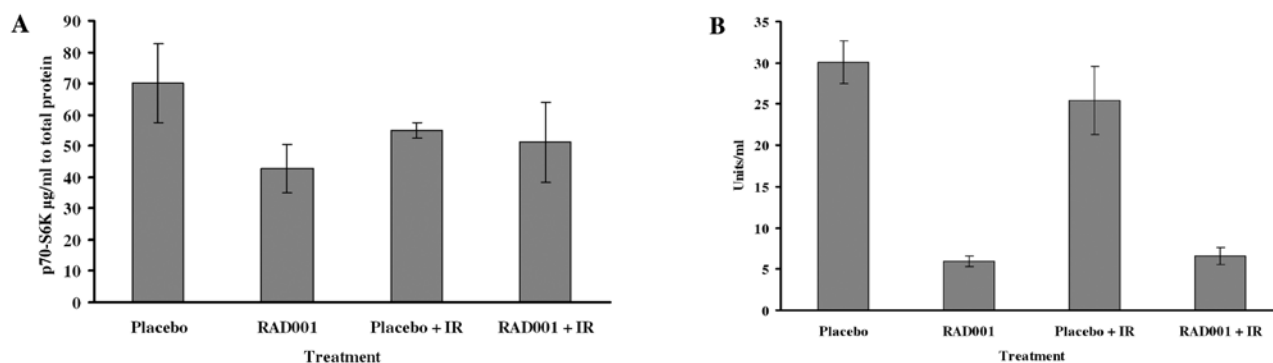 A
p70-S6K µg/ml to total protein
90
80
70
60
50
40
30
20
10
0
Placebo RAD001 Placebo + IR RAD001 + IR
Treatment
B
Units/ml
35
30
25
20
15
10
5
0
Placebo RAD001 Placebo + IR RAD001 + IR
Treatment